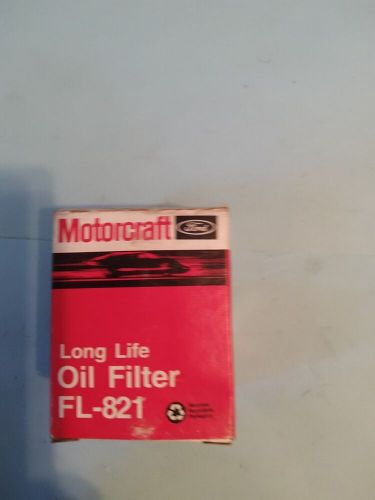 Motorcraft Ford
Long Life
Oil Filter
FL-821